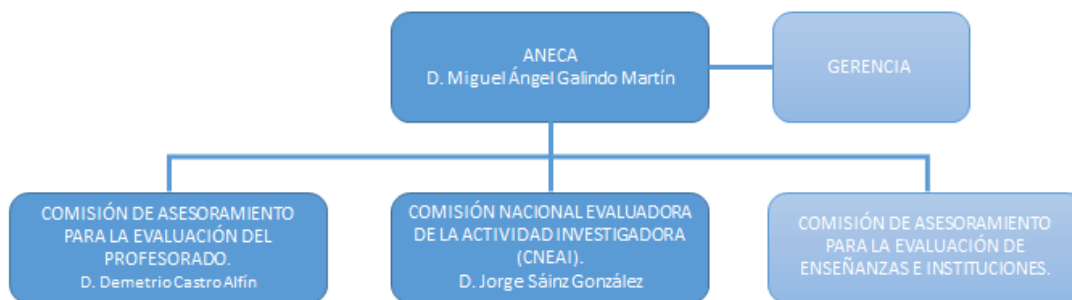 ANECA
D. Miguel Ángel Galindo Martín
GERENCIA
COMISIÓN DE ASESORAMIENTO
PARA LA EVALUACIÓN DEL
PROFESORADO.
D. Demetrio Castro Alfín
COMISIÓN NACIONAL EVALUADORA
DE LA ACTIVIDAD INVESTIGADORA
(CNEAI).
D. Jorge Sáinz González
COMISIÓN DE ASESORAMIENTO
PARA LA EVALUACIÓN DE
ENSEÑANZAS E INSTITUCIONES.